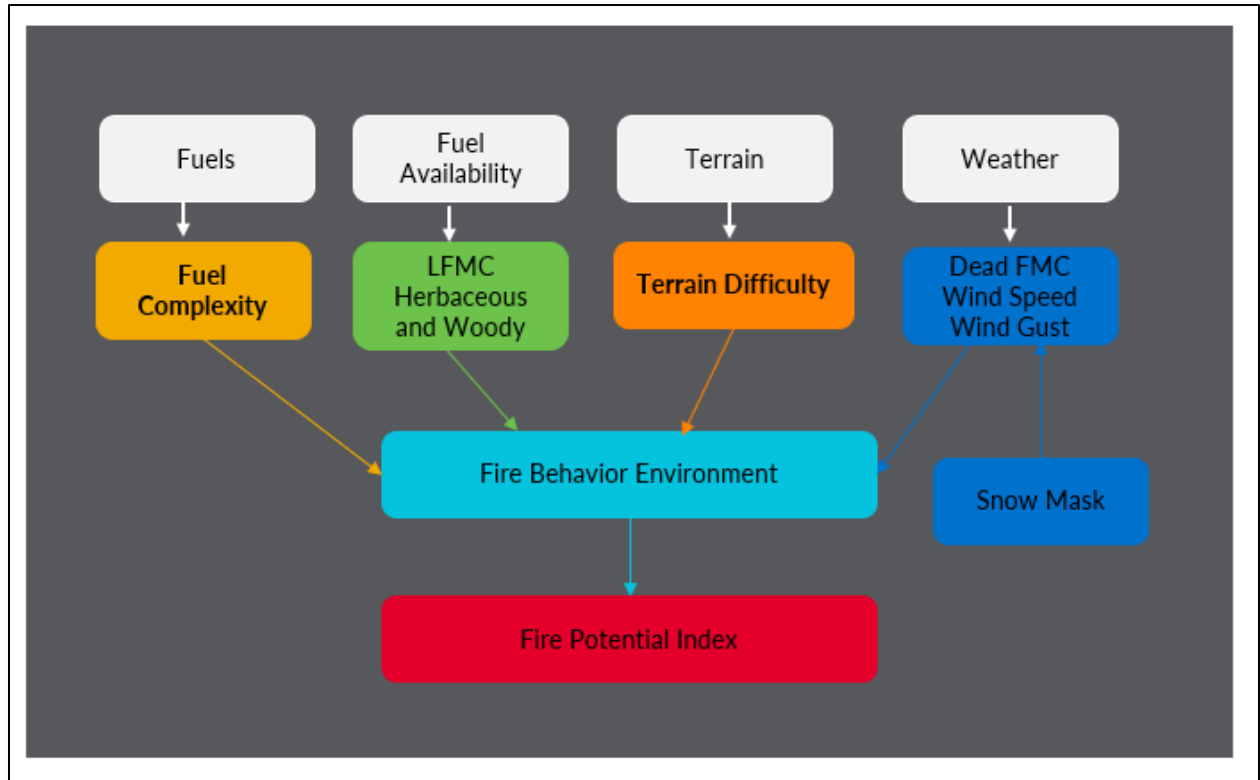 Fuels
Fuel
Availability
Terrain
Weather
Fuel
Complexity
LFMC
Herbaceous
and Woody
Terrain Difficulty
Dead FMC
Wind Speed
Wind Gust
Fire Behavior Environment
Snow Mask
Fire Potential Index